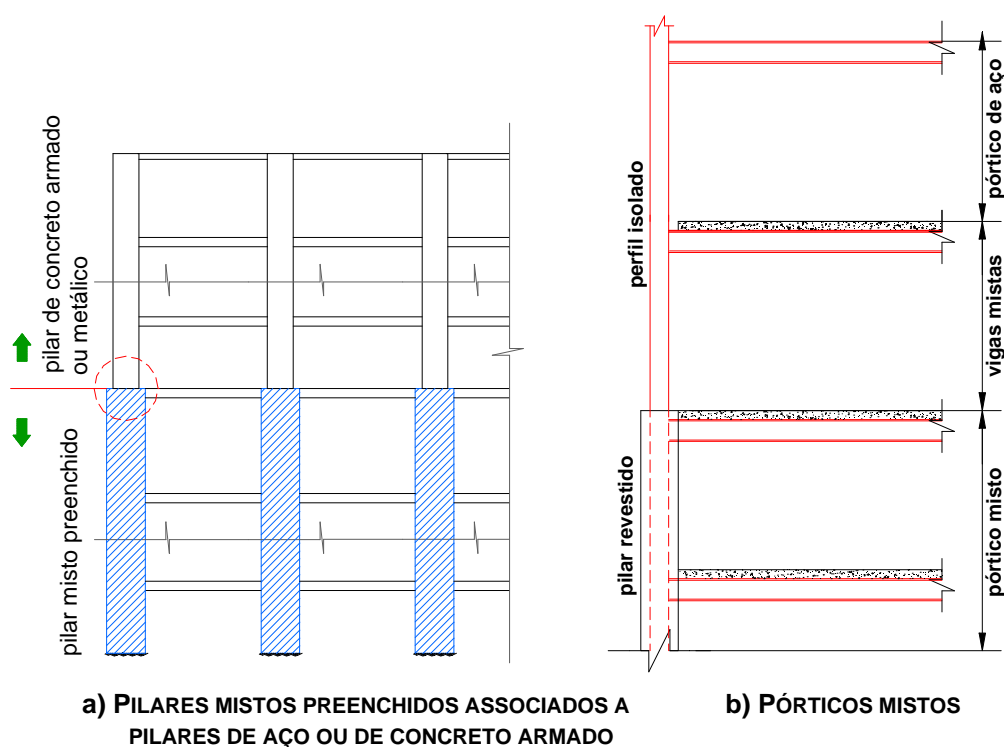 pilar de concreto armado
ou metálico
pilar misto preenchido
perfil isolado
pilar revestido
pórtico de aço
vigas mistas
pórtico misto
a) PILARES MISTOS PREENCHIDOS ASSOCIADOS A
PILARES DE AÇO OU DE CONCRETO ARMADO
b) PÓRTICOS MISTOS